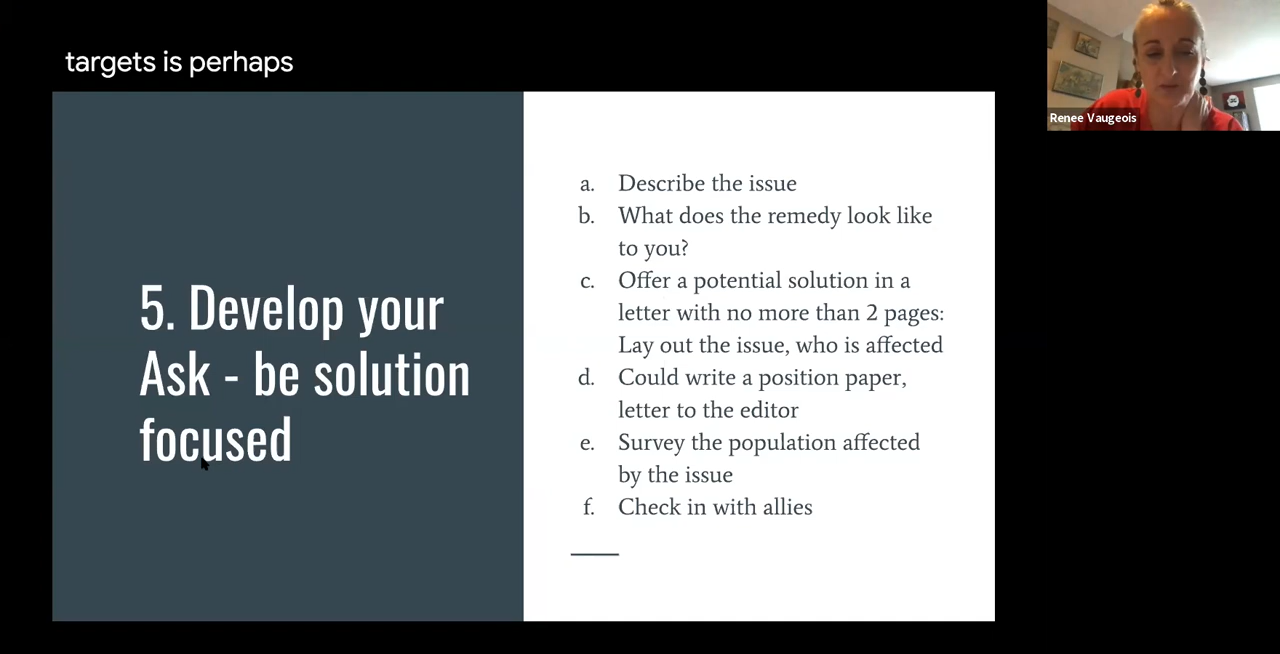 targets is perhaps
Renee Vaugeois
5. Develop your
Ask - be solution
focused
a. Describe the issue
b. What does the remedy look like
to you?
c. Offer a potential solution in a
letter with no more than 2 pages:
Lay out the issue, who is affected
d. Could write a position paper,
letter to the editor
e. Survey the population affected
by the issue
f. Check in with allies